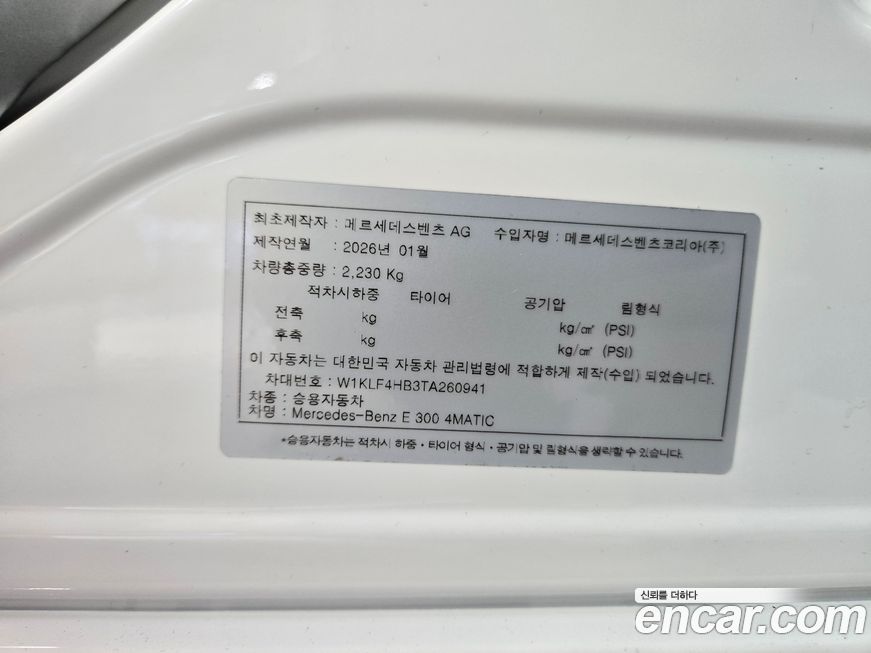 최초제작자 : 메르세데스벤츠 AG 수입자명 : 메르세데스벤츠코리아(주)
제작연월 : 2026년 01월
차량총중량 : 2,230 Kg
적차시하중 타이어 공기압 림형식
전축 kg kg/㎠ (PSI)
후축 kg kg/㎠ (PSI)
이 자동차는 대한민국 자동차 관리법령에 적합하게 제작(수입) 되었습니다.
차대번호 : W1KLF4HB3TA260941
차종 : 승용자동차
차명 : Mercedes-Benz E 300 4MATIC
*승용자동차는 적차시 하중·타이어 형식·공기압 및 림형식을 생략할 수 있습니다.
신뢰를 더하다
encar.com